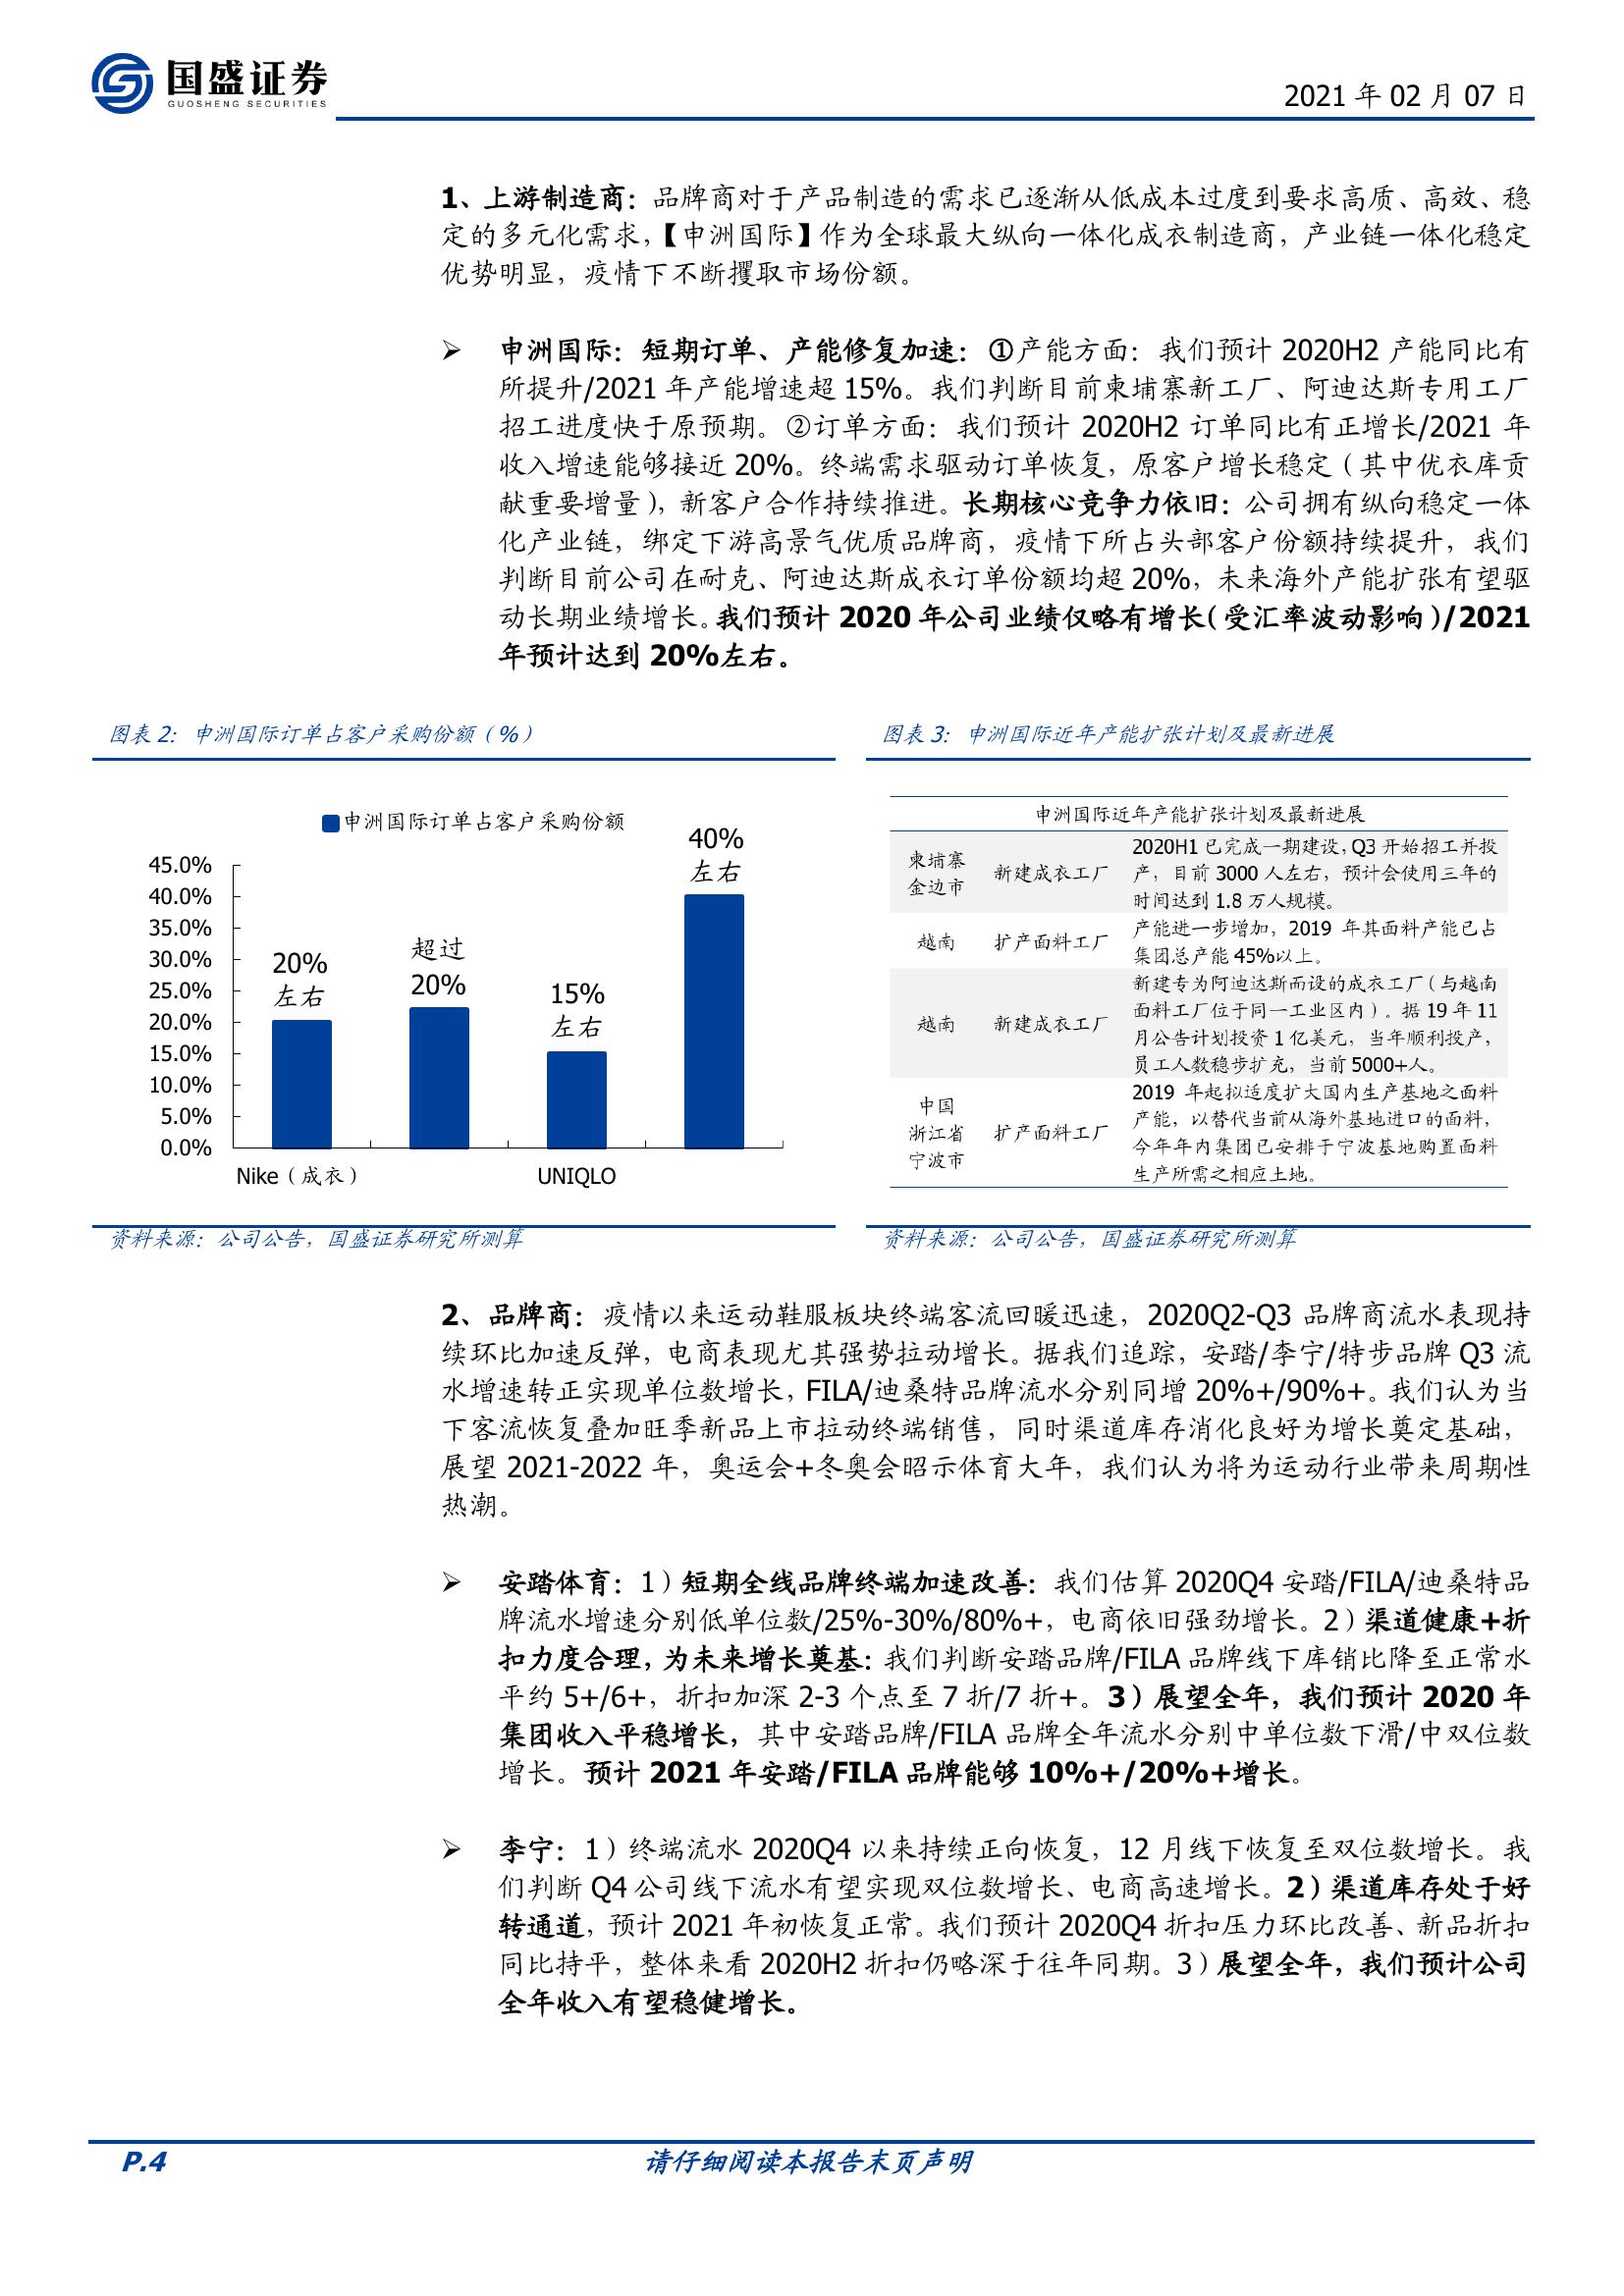 国盛证券
GUOSHENG SECURITIES
2021 年 02 月 07 日
1、上游制造商：品牌商对于产品制造的需求已逐渐从低成本过度到要求高质、高效、稳
定的多元化需求，【申洲国际】作为全球最大纵向一体化成衣制造商，产业链一体化稳定
优势明显，疫情下不断攫取市场份额。
➢ 申洲国际：短期订单、产能修复加速：①产能方面：我们预计 2020H2 产能同比有
所提升/2021 年产能增速超 15%。我们判断目前柬埔寨新工厂、阿迪达斯专用工厂
招工进度快于原预期。②订单方面：我们预计 2020H2 订单同比有正增长/2021 年
收入增速能够接近 20%。终端需求驱动订单恢复，原客户增长稳定（其中优衣库贡
献重要增量），新客户合作持续推进。长期核心竞争力依旧：公司拥有纵向稳定一体
化产业链，绑定下游高景气优质品牌商，疫情下所占头部客户份额持续提升，我们
判断目前公司在耐克、阿迪达斯成衣订单份额均超 20%，未来海外产能扩张有望驱
动长期业绩增长。我们预计 2020 年公司业绩仅略有增长（受汇率波动影响）/2021
年预计达到 20%左右。
图表 2：申洲国际订单占客户采购份额（%）
申洲国际订单占客户采购份额
45.0%
40.0%
35.0%
30.0%
25.0%
20.0%
15.0%
10.0%
5.0%
0.0%
20%
左右
超过
20%
15%
左右
40%
左右
Nike（成衣）
UNIQLO
资料来源：公司公告，国盛证券研究所测算
图表 3：申洲国际近年产能扩张计划及最新进展
申洲国际近年产能扩张计划及最新进展
柬埔寨
金边市
新建成衣工厂
2020H1 已完成一期建设，Q3 开始招工并投
产，目前 3000 人左右，预计会使用三年的
时间达到 1.8 万人规模。
越南
扩产面料工厂
产能进一步增加，2019 年其面料产能已占
集团总产能 45%以上。
越南
新建成衣工厂
新建专为阿迪达斯而设的成衣工厂（与越南
面料工厂位于同一工业区内）。据 19 年 11
月公告计划投资 1 亿美元，当年顺利投产，
员工人数稳步扩充，当前 5000+人。
中国
浙江省
宁波市
扩产面料工厂
2019 年起拟适度扩大国内生产基地之面料
产能，以替代当前从海外基地进口的面料，
今年年内集团已安排于宁波基地购置面料
生产所需之相应土地。
资料来源：公司公告，国盛证券研究所测算
2、品牌商：疫情以来运动鞋服板块终端客流回暖迅速，2020Q2-Q3 品牌商流水表现持
续环比加速反弹，电商表现尤其强势拉动增长。据我们追踪，安踏/李宁/特步品牌 Q3 流
水增速转正实现单位数增长，FILA/迪桑特品牌流水分别同增 20%+/90%+。我们认为当
下客流恢复叠加旺季新品上市拉动终端销售，同时渠道库存消化良好为增长奠定基础，
展望 2021-2022 年，奥运会+冬奥会昭示体育大年，我们认为将为运动行业带来周期性
热潮。
➢ 安踏体育：1）短期全线品牌终端加速改善：我们估算 2020Q4 安踏/FILA/迪桑特品
牌流水增速分别低单位数/25%-30%/80%+，电商依旧强劲增长。2）渠道健康+折
扣力度合理，为未来增长奠基：我们判断安踏品牌/FILA 品牌线下库销比降至正常水
平约 5+/6+，折扣加深 2-3 个点至 7 折/7 折+。3）展望全年，我们预计 2020 年
集团收入平稳增长，其中安踏品牌/FILA 品牌全年流水分别中单位数下滑/中双位数
增长。预计 2021 年安踏/FILA 品牌能够 10%+/20%+增长。
➢ 李宁：1）终端流水 2020Q4 以来持续正向恢复，12 月线下恢复至双位数增长。我
们判断 Q4 公司线下流水有望实现双位数增长、电商高速增长。2）渠道库存处于好
转通道，预计 2021 年初恢复正常。我们预计 2020Q4 折扣压力环比改善、新品折扣
同比持平，整体来看 2020H2 折扣仍略深于往年同期。3）展望全年，我们预计公司
全年收入有望稳健增长。
P.4
请仔细阅读本报告末页声明